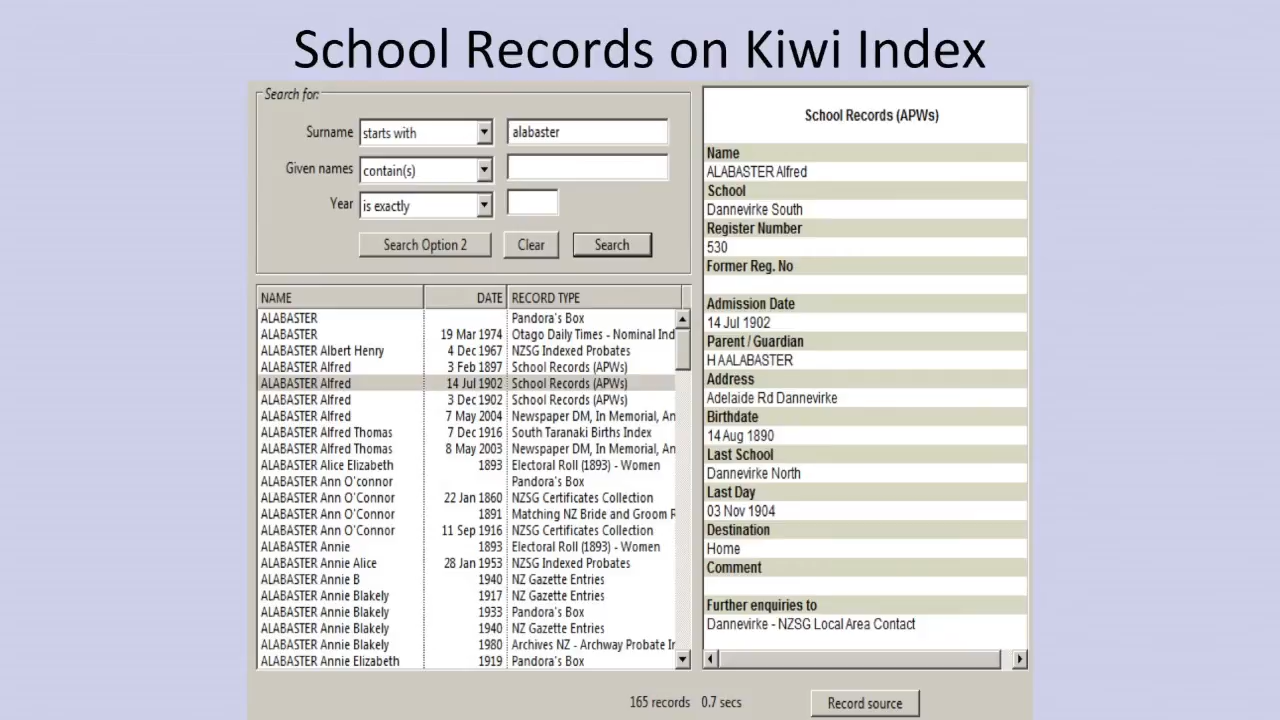 School Records on Kiwi Index
Search for:
Surname starts with alabaster
Given names contain(s)
Year is exactly
Search Option 2 Clear Search
NAME DATE RECORD TYPE
ALABASTER Pandora's Box
ALABASTER 19 Mar 1974 Otago Daily Times - Nominal Ind
ALABASTER Albert Henry 4 Dec 1967 NZSG Indexed Probates
ALABASTER Alfred 3 Feb 1897 School Records (APWs)
ALABASTER Alfred 14 Jul 1902 School Records (APWs)
ALABASTER Alfred 3 Dec 1902 School Records (APWs)
ALABASTER Alfred 7 May 2004 Newspaper DM, In Memorial, An
ALABASTER Alfred Thomas 7 Dec 1916 South Taranaki Births Index
ALABASTER Alfred Thomas 8 May 2003 Newspaper DM, In Memorial, An
ALABASTER Alice Elizabeth 1893 Electoral Roll (1893) - Women
ALABASTER Ann O'connor Pandora's Box
ALABASTER Ann O'Connor 22 Jan 1860 NZSG Certificates Collection
ALABASTER Ann O'Connor 1891 Matching NZ Bride and Groom R
ALABASTER Ann O'Connor 11 Sep 1916 NZSG Certificates Collection
ALABASTER Annie 1893 Electoral Roll (1893) - Women
ALABASTER Annie Alice 28 Jan 1953 NZSG Indexed Probates
ALABASTER Annie B 1940 NZ Gazette Entries
ALABASTER Annie Blakely 1917 NZ Gazette Entries
ALABASTER Annie Blakely 1933 Pandora's Box
ALABASTER Annie Blakely 1940 NZ Gazette Entries
ALABASTER Annie Blakely 1980 Archives NZ - Archway Probate Ir
ALABASTER Annie Elizabeth 1919 Pandora's Box
School Records (APWs)
Name
ALABASTER Alfred
School
Dannevirke South
Register Number
530
Former Reg. No
Admission Date
14 Jul 1902
Parent / Guardian
H A ALABASTER
Address
Adelaide Rd Dannevirke
Birthdate
14 Aug 1890
Last School
Dannevirke North
Last Day
03 Nov 1904
Destination
Home
Comment
Further enquiries to
Dannevirke - NZSG Local Area Contact
165 records 0.7 secs Record source